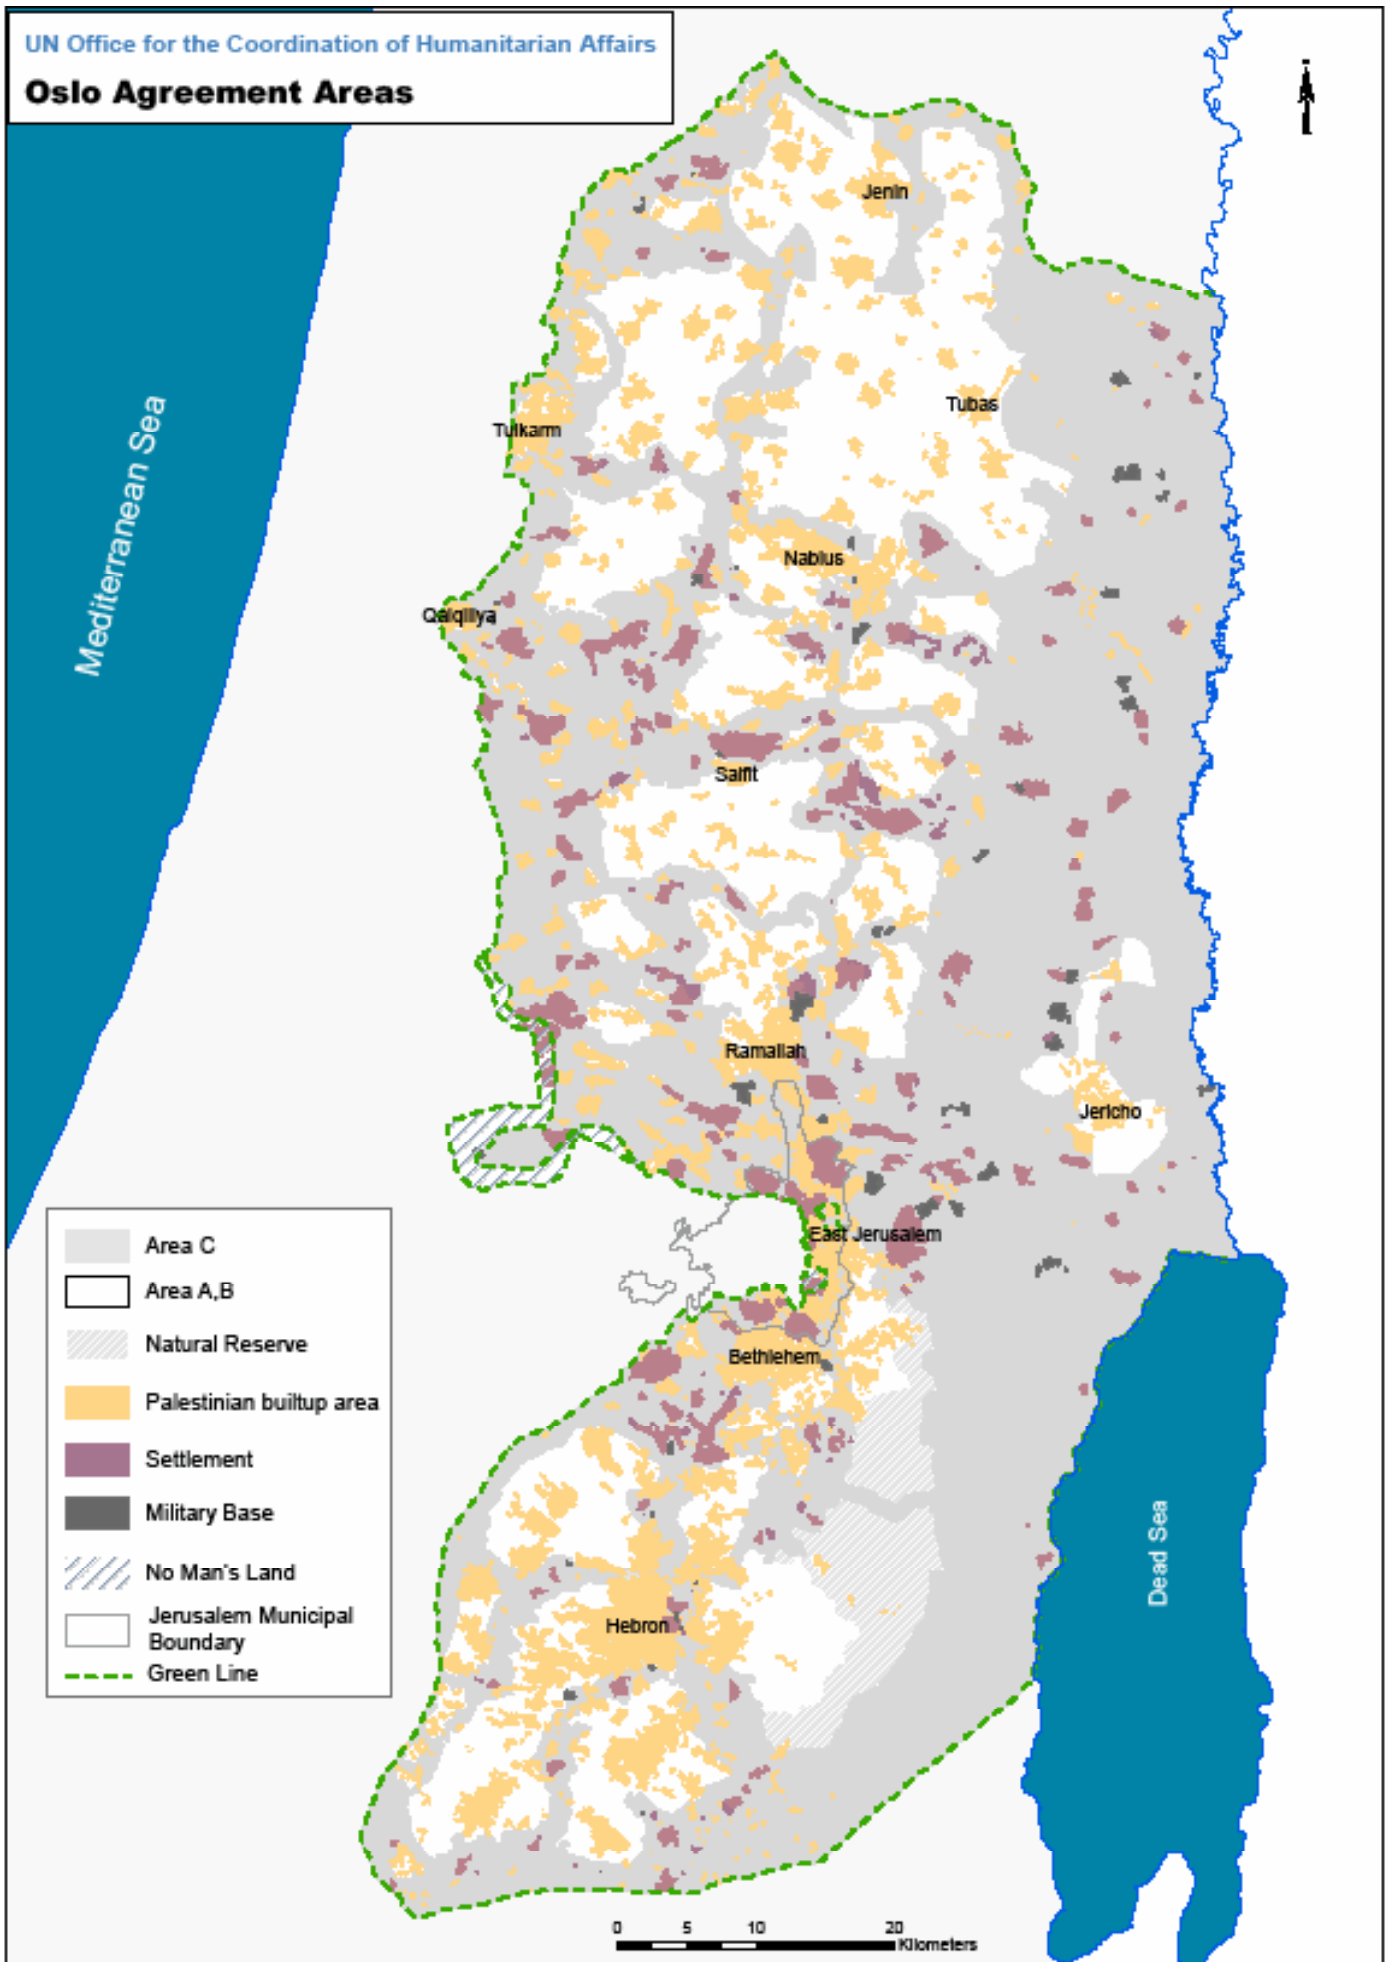 UN Office for the Coordination of Humanitarian Affairs
Oslo Agreement Areas
Jenin
Tubas
Tulkarm
Nablus
Qalqiliya
Salfit
Mediterranean Sea
Ramallah
Jericho
East Jerusalem
Bethlehem
Hebron
Dead Sea
Area C
Area A,B
Natural Reserve
Palestinian builtup area
Settlement
Military Base
No Man's Land
Jerusalem Municipal
Boundary
Green Line
0 5 10 20
Kilometers